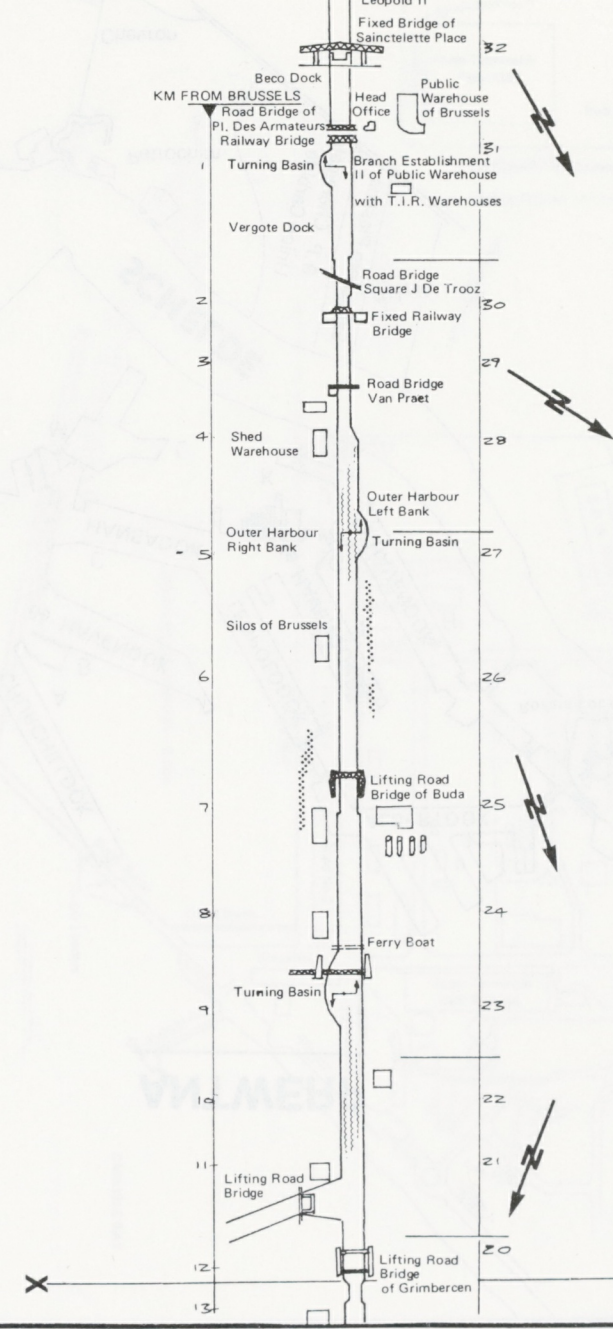 Leopold II
Fixed Bridge of
Sainctelette Place
32
Beco Dock
KM FROM BRUSSELS
Road Bridge of
Pl. Des Armateurs
Railway Bridge
Head
Office
Public
Warehouse
of Brussels
N
31
1
Turning Basin
Branch Establishment
II of Public Warehouse
with T.I.R. Warehouses
Vergote Dock
Road Bridge
Square J De Trooz
2
30
Fixed Railway
Bridge
3
29
Road Bridge
Van Praet
N
4
Shed
Warehouse
28
Outer Harbour
Left Bank
Outer Harbour
Right Bank
Turning Basin
5
27
Silos of Brussels
6
26
Lifting Road
Bridge of Buda
7
25
N
8
24
Ferry Boat
Turning Basin
9
23
10
22
11
21
N
Lifting Road
Bridge
20
12
Lifting Road
Bridge
of Grimbercen
X
13